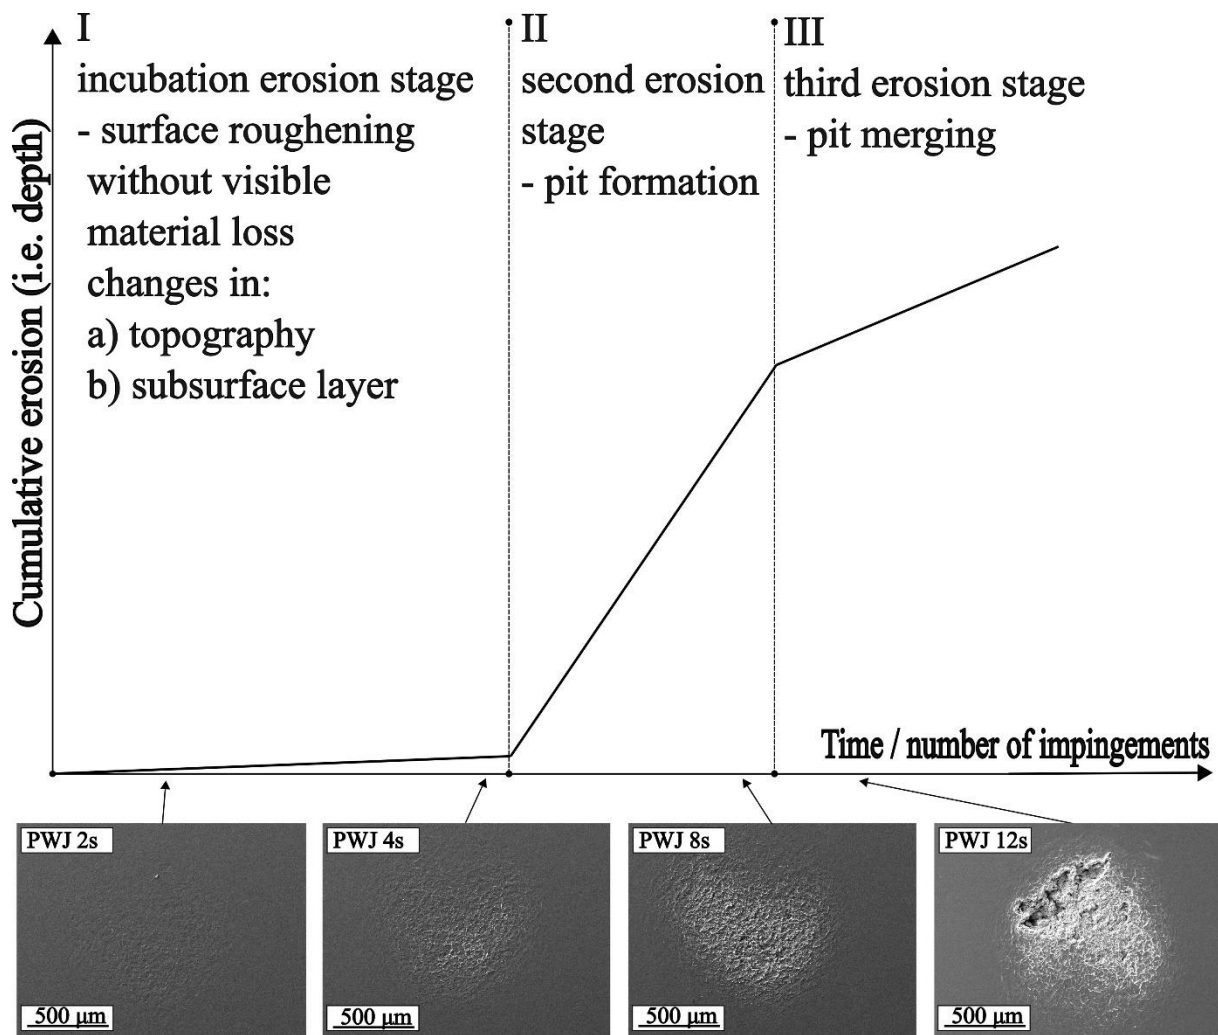 Cumulative erosion (i.e. depth)
I
incubation erosion stage
- surface roughening
without visible
material loss
changes in:
a) topography
b) subsurface layer
II
second erosion
stage
- pit formation
III
third erosion stage
- pit merging
Time / number of impingements
PWJ 2s
500 µm
PWJ 4s
500 µm
PWJ 8s
500 µm
PWJ 12s
500 µm